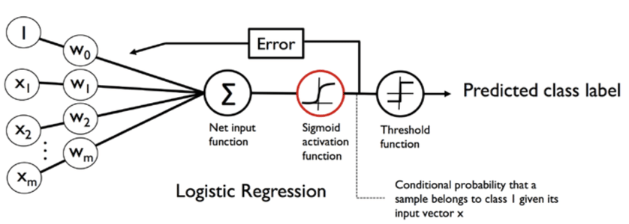 1
w0
Error
x1
w1
Σ
Predicted class label
x2
w2
Net input
function
Sigmoid
activation
function
Threshold
function
wm
xm
Logistic Regression
Conditional probability that a
sample belongs to class 1 given its
input vector x